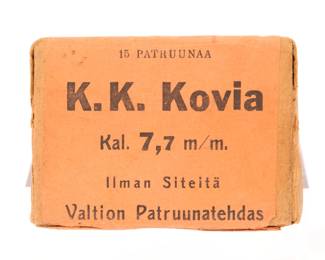 15 PATRUUNAA
K.K. Kovia
Kal. 7,7 m/m.
Ilman Siteitä
Valtion Patruunatehdas